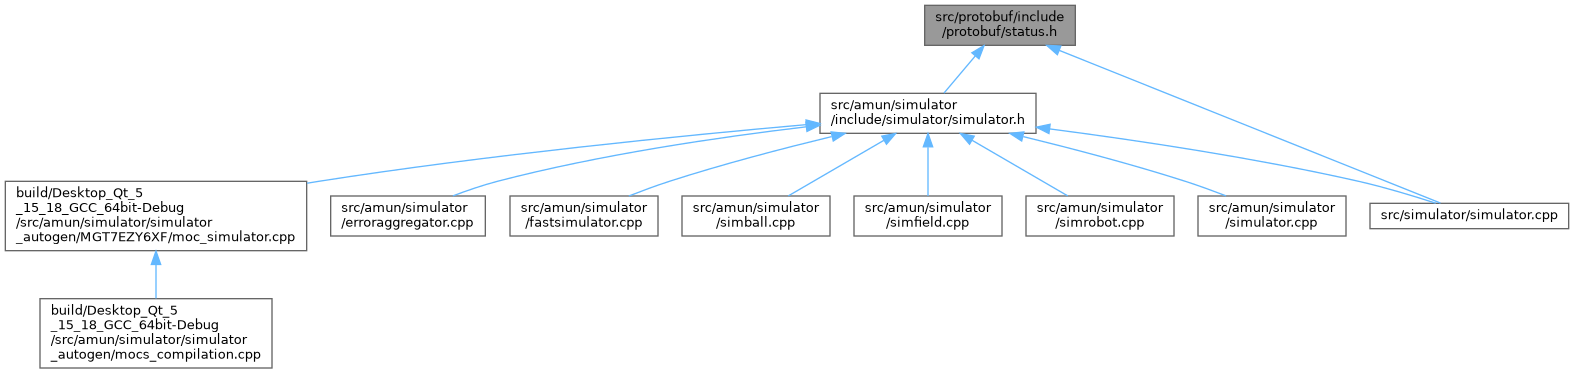 src/protobuf/include
/protobuf/status.h
src/amun/simulator
/include/simulator/simulator.h
build/Desktop_Qt_5
_15_18_GCC_64bit-Debug
/src/amun/simulator/simulator
_autogen/MGT7EZY6XF/moc_simulator.cpp
src/amun/simulator
/erroraggregator.cpp
src/amun/simulator
/fastsimulator.cpp
src/amun/simulator
/simball.cpp
src/amun/simulator
/simfield.cpp
src/amun/simulator
/simrobot.cpp
src/amun/simulator
/simulator.cpp
src/simulator/simulator.cpp
build/Desktop_Qt_5
_15_18_GCC_64bit-Debug
/src/amun/simulator/simulator
_autogen/mocs_compilation.cpp